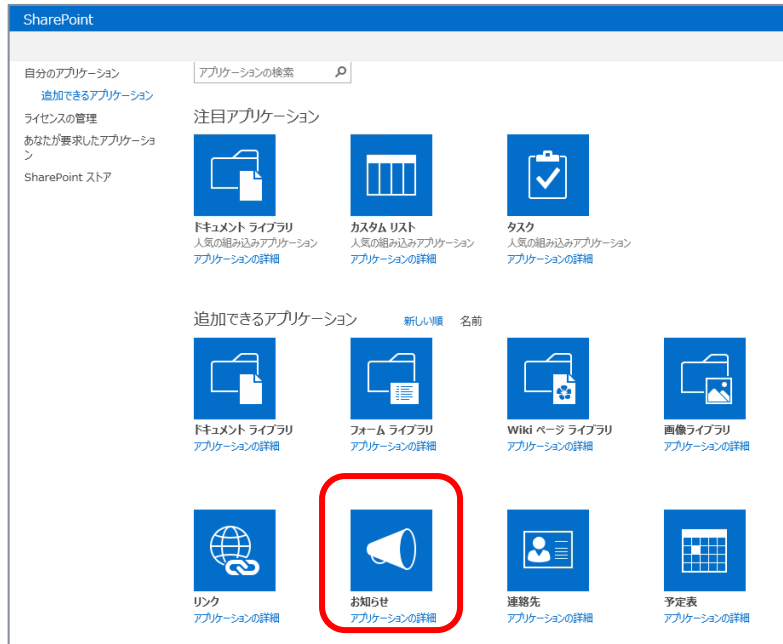 SharePoint
自分のアプリケーション
追加できるアプリケーション
ライセンスの管理
あなたが要求したアプリケーショ
ン
SharePoint ストア
アプリケーションの検索
注目アプリケーション
ドキュメント ライブラリ
人気の組み込みアプリケーション
アプリケーションの詳細
カスタム リスト
人気の組み込みアプリケーション
アプリケーションの詳細
タスク
人気の組み込みアプリケーション
アプリケーションの詳細
追加できるアプリケーション
新しい順 名前
ドキュメント ライブラリ
アプリケーションの詳細
フォーム ライブラリ
アプリケーションの詳細
Wiki ページ ライブラリ
アプリケーションの詳細
画像ライブラリ
アプリケーションの詳細
リンク
アプリケーションの詳細
お知らせ
アプリケーションの詳細
連絡先
アプリケーションの詳細
予定表
アプリケーションの詳細